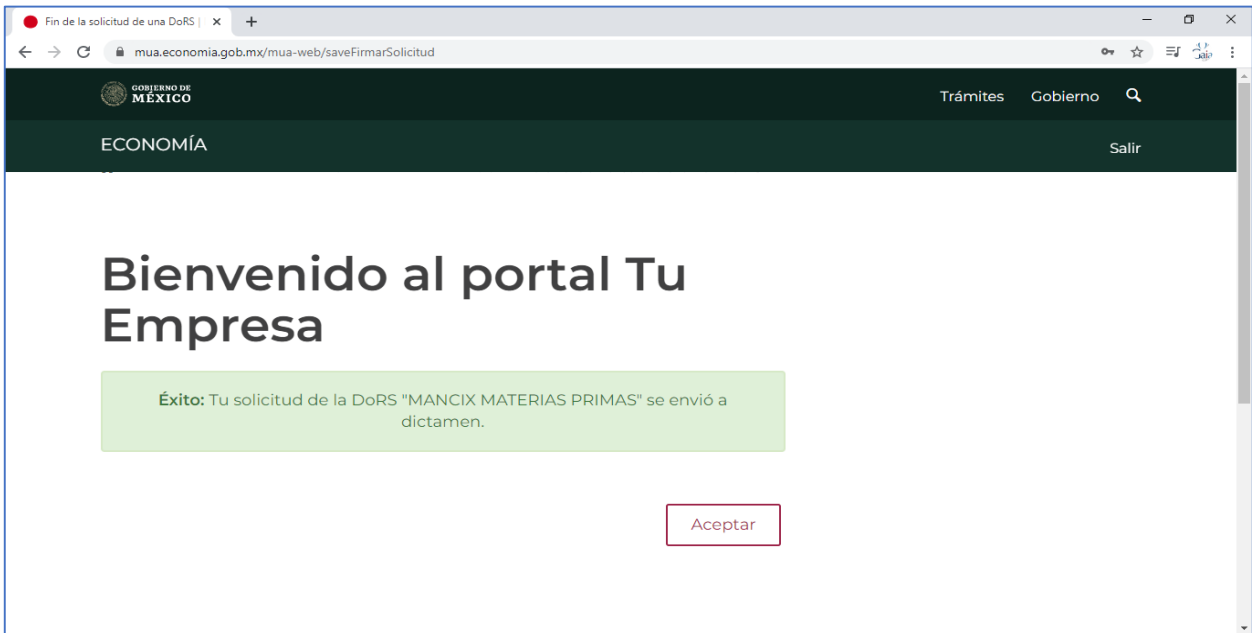 Fin de la solicitud de una DoRS |
mua.economia.gob.mx/mua-web/saveFirmarSolicitud
GOBIERNO DE
MÉXICO
Trámites Gobierno
ECONOMÍA
Salir
Bienvenido al portal Tu
Empresa
Éxito: Tu solicitud de la DoRS "MANCIX MATERIAS PRIMAS" se envió a
dictamen.
Aceptar